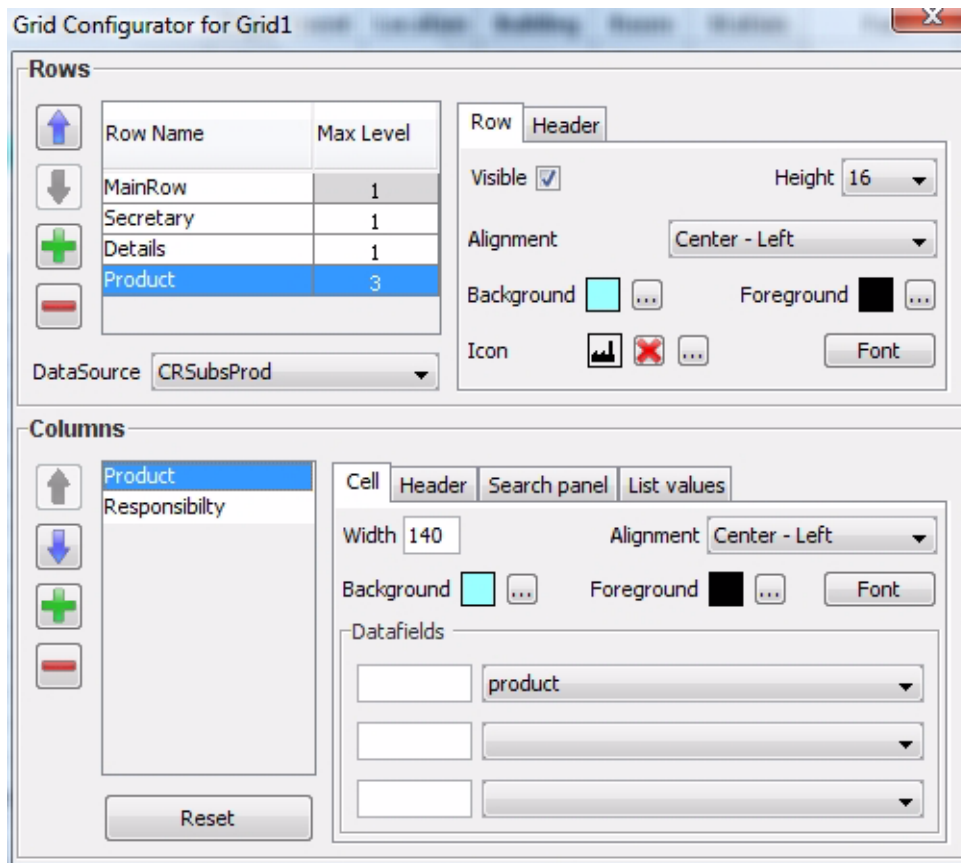 Grid Configurator for Grid1
Rows
Row Name Max Level
MainRow 1
Secretary 1
Details 1
Product 3
DataSource CRSubsProd
Row Header
Visible Height 16
Alignment Center - Left
Background ... Foreground ...
Icon ... Font
Columns
Product
Responsibilty
Reset
Cell Header Search panel List values
Width 140 Alignment Center - Left
Background ... Foreground ... Font
Datafields
product